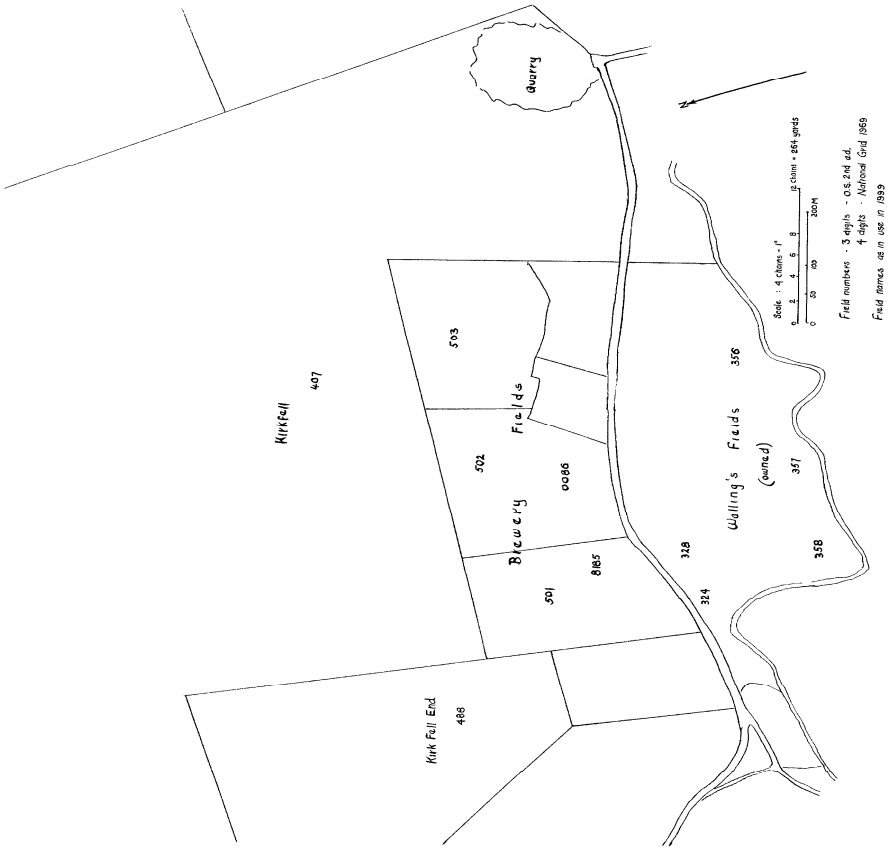 Kirkfell
407
Kirk Fell End
488
Quarry
503
502
501
Brewery Fields
0086
8185
328
324
Walling's Fields
(owned)
356
357
358
N
Scale : 4 chains - 1"
0 2 4 6 8 12 chains = 264 yards
0 50 100 200M
Field numbers - 3 digits - O.S. 2nd ed.
4 digits - National Grid 1969
Field names as in use in 1999